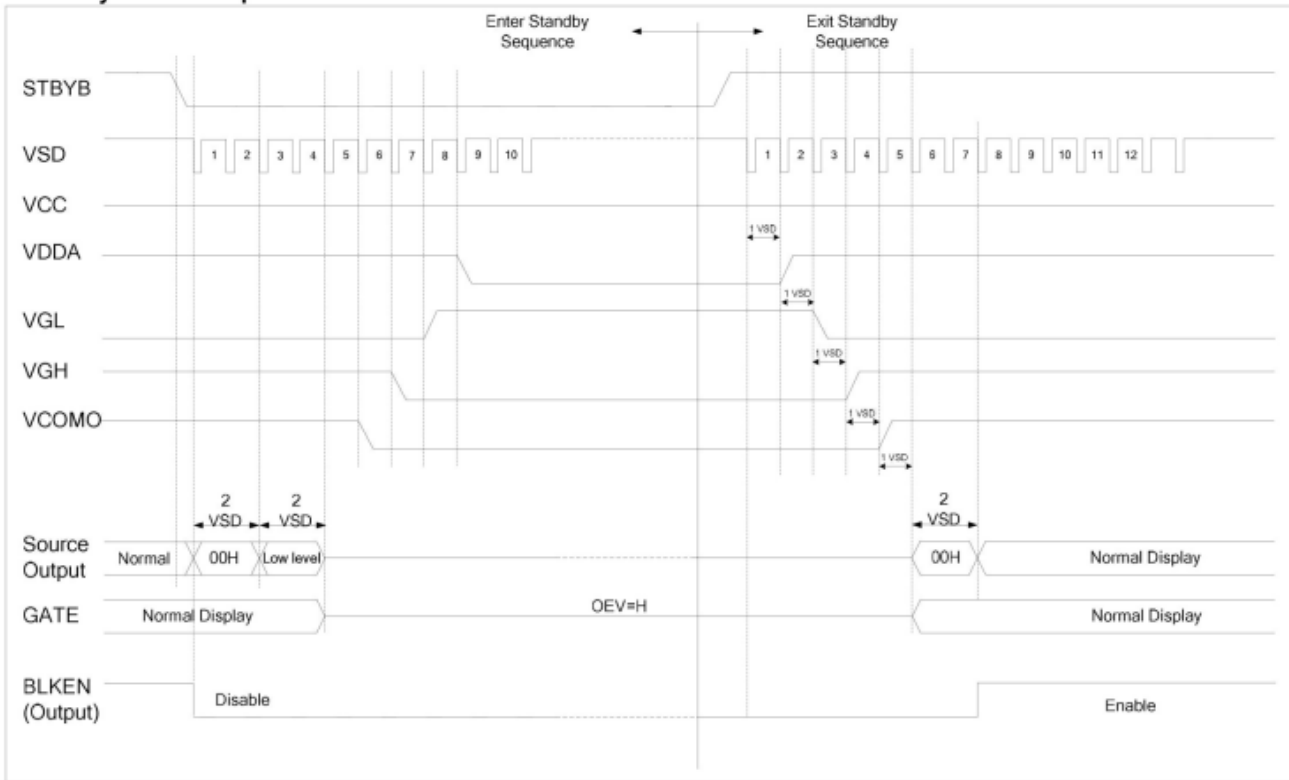 Enter Standby
Sequence
Exit Standby
Sequence
STBYB
VSD
1 2 3 4 5 6 7 8 9 10
1 2 3 4 5 6 7 8 9 10 11 12
VCC
1 VSD
VDDA
1 VSD
VGL
1 VSD
VGH
1 VSD
VCOMO
1 VSD
2
VSD
2
VSD
2
VSD
Source
Output
Normal
00H
Low level
00H
Normal Display
GATE
Normal Display
OEV=H
Normal Display
BLKEN
(Output)
Disable
Enable